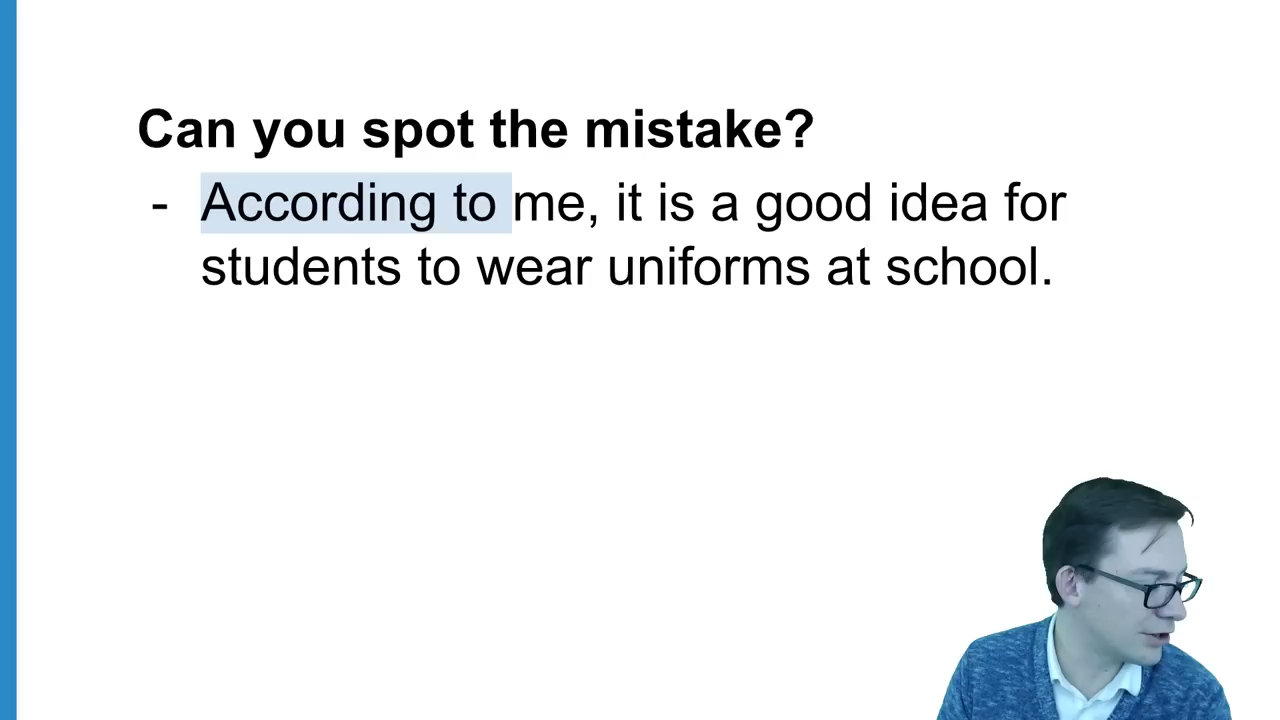 Can you spot the mistake?
- According to me, it is a good idea for
students to wear uniforms at school.